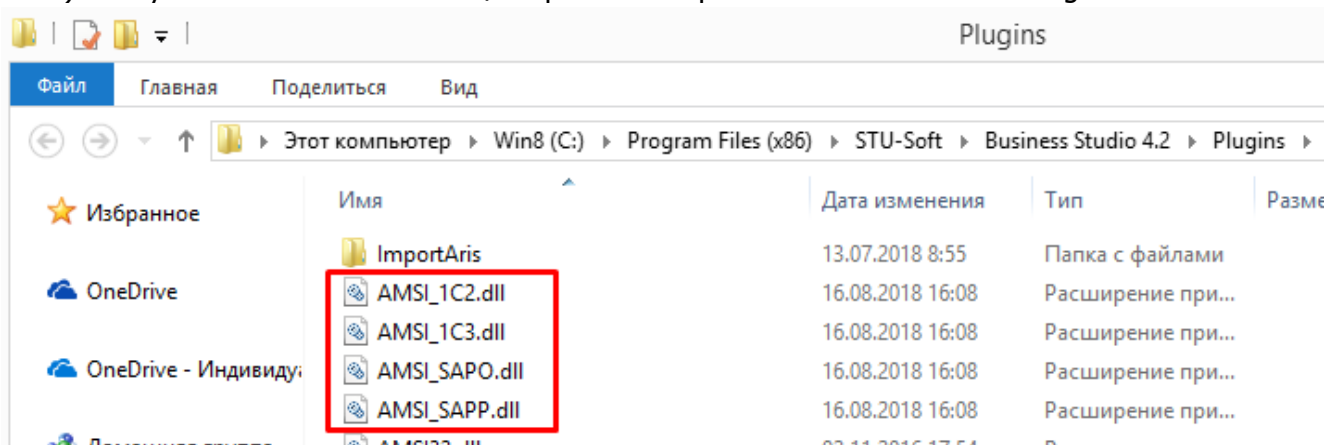 Plugins
Файл Главная Поделиться Вид
Этот компьютер Win8 (C:) Program Files (x86) STU-Soft Business Studio 4.2 Plugins
Избранное Имя Дата изменения Тип
ImportAris 13.07.2018 8:55 Папка с файлами
OneDrive AMSI_1C2.dll 16.08.2018 16:08 Расширение при...
AMSI_1C3.dll 16.08.2018 16:08 Расширение при...
OneDrive - Индивиду AMSI_SAPO.dll 16.08.2018 16:08 Расширение при...
AMSI_SAPP.dll 16.08.2018 16:08 Расширение при...